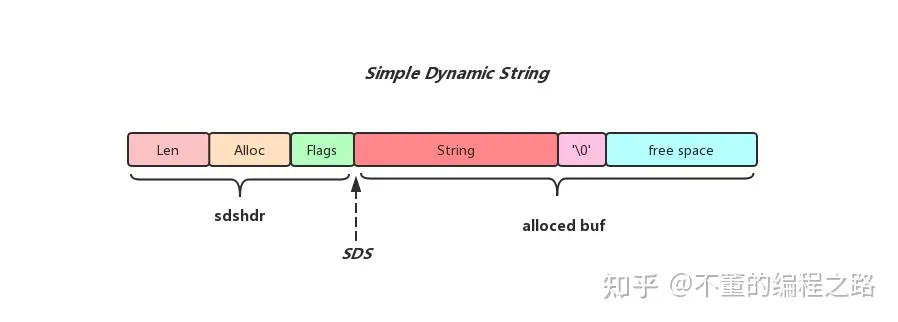 Simple Dynamic String
Len Alloc Flags String '\0' free space
sdshdr
alloced buf
SDS
知乎 @不董的编程之路